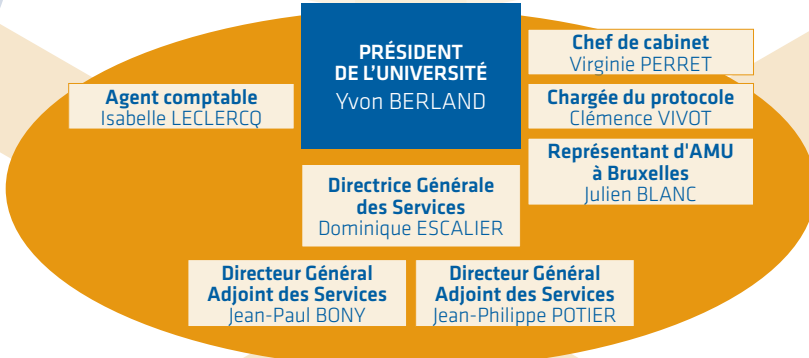 PRÉSIDENT
DE L'UNIVERSITÉ
Yvon BERLAND
Chef de cabinet
Virginie PERRET
Agent comptable
Isabelle LECLERCQ
Chargée du protocole
Clémence VIVOT
Représentant d'AMU
à Bruxelles
Julien BLANC
Directrice Générale
des Services
Dominique ESCALIER
Directeur Général
Adjoint des Services
Jean-Paul BONY
Directeur Général
Adjoint des Services
Jean-Philippe POTIER